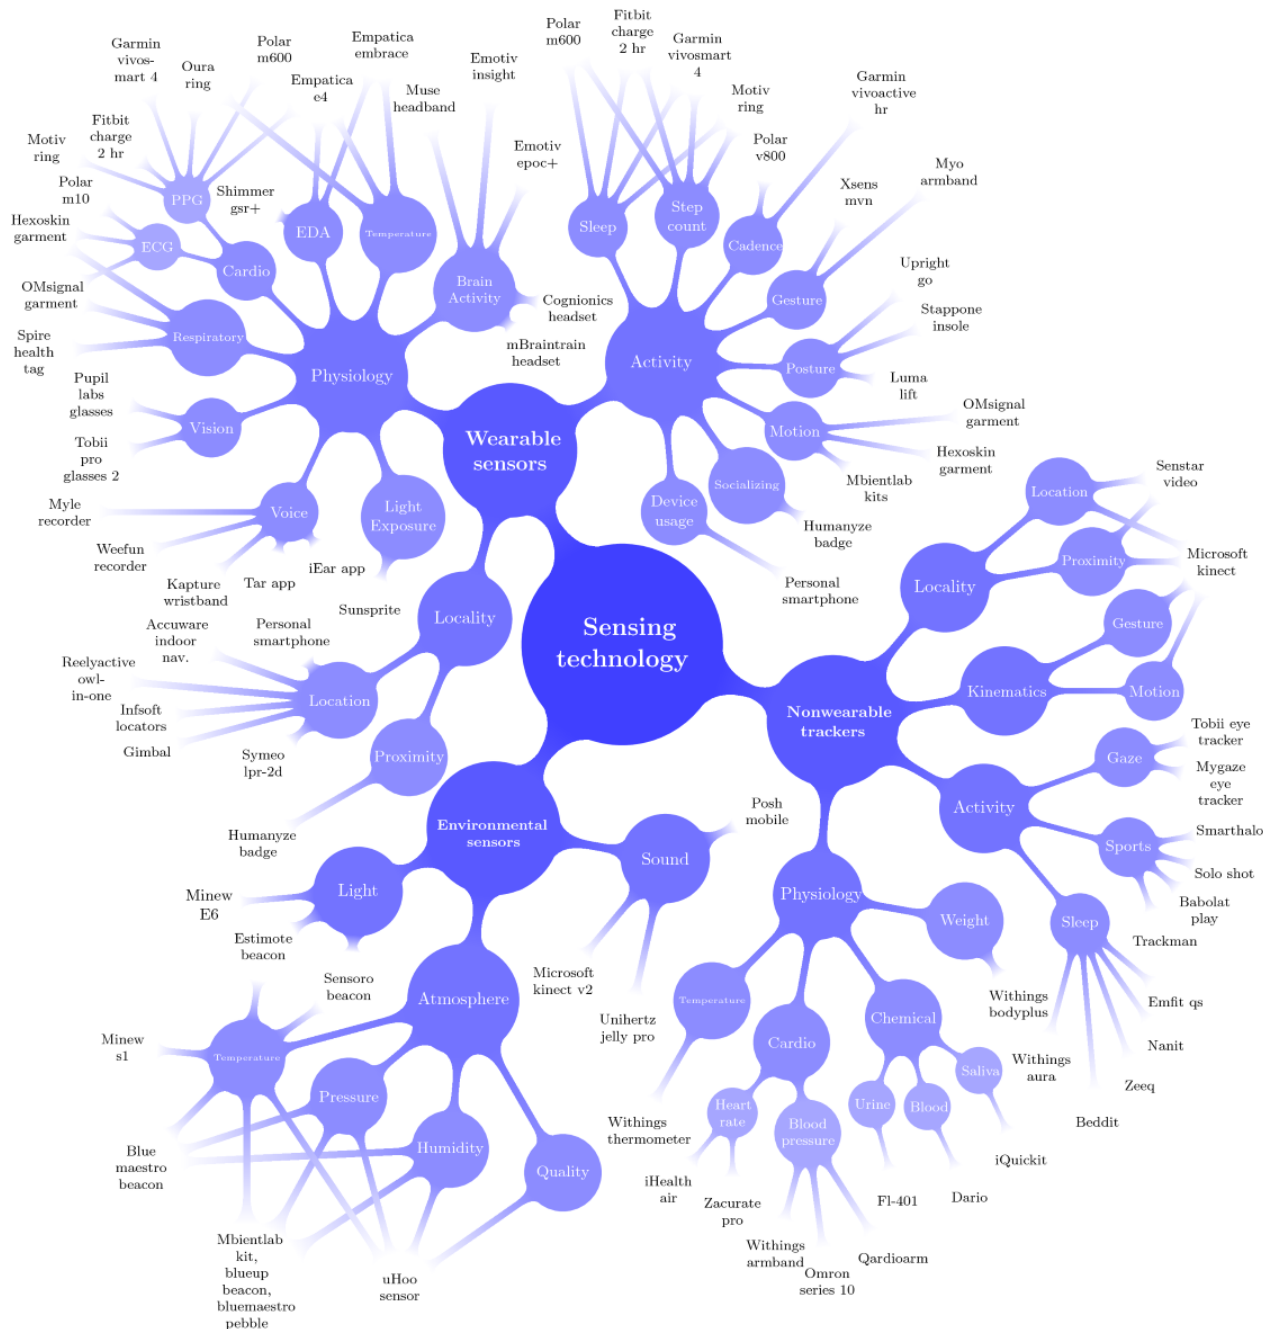 Sensing
technology
Wearable
sensors
Physiology
Cardio
PPG
Motiv
ring
Fitbit
charge
2 hr
Garmin
vivos-
mart 4
Oura
ring
Polar
m600
Empatica
e4
ECG
Polar
m10
Hexoskin
garment
OMsignal
garment
EDA
Shimmer
gsr+
Empatica
embrace
Temperature
Brain
Activity
Muse
headband
Emotiv
insight
Emotiv
epoc+
Cognionics
headset
mBraintrain
headset
Respiratory
Spire
health
tag
Vision
Pupil
labs
glasses
Tobii
pro
glasses 2
Voice
Myle
recorder
Weefun
recorder
Kapture
wristband
Tar app
iEar app
Light
Exposure
Sunsprite
Activity
Sleep
Polar
m600
Fitbit
charge
2 hr
Garmin
vivosmart
4
Motiv
ring
Step
count
Cadence
Polar
v800
Garmin
vivoactive
hr
Gesture
Xsens
mvn
Myo
armband
Posture
Upright
go
Stappone
insole
Luma
lift
Motion
OMsignal
garment
Hexoskin
garment
Mbientlab
kits
Socializing
Humanyze
badge
Device
usage
Personal
smartphone
Locality
Location
Personal
smartphone
Accuware
indoor
nav.
Reelyactive
owl-
in-one
Infsoft
locators
Gimbal
Symeo
lpr-2d
Proximity
Humanyze
badge
Environmental
sensors
Light
Minew
E6
Estimote
beacon
Sensoro
beacon
Sound
Posh
mobile
Microsoft
kinect v2
Unihertz
jelly pro
Atmosphere
Temperature
Minew
s1
Blue
maestro
beacon
Mbientlab
kit,
blueup
beacon,
bluemaestro
pebble
uHoo
sensor
Pressure
Humidity
Quality
Nonwearable
trackers
Locality
Location
Senstar
video
Proximity
Microsoft
kinect
Kinematics
Gesture
Motion
Activity
Gaze
Tobii eye
tracker
Mygaze
eye
tracker
Sports
Smarthalo
Solo shot
Babolat
play
Trackman
Sleep
Emfit qs
Nanit
Zeeq
Beddit
Withings
aura
Physiology
Weight
Withings
bodyplus
Temperature
Withings
thermometer
Cardio
Heart
rate
iHealth
air
Zacurate
pro
Blood
pressure
Withings
armband
Omron
series 10
Qardioarm
Chemical
Urine
Fl-401
Blood
Dario
Saliva
iQuickit